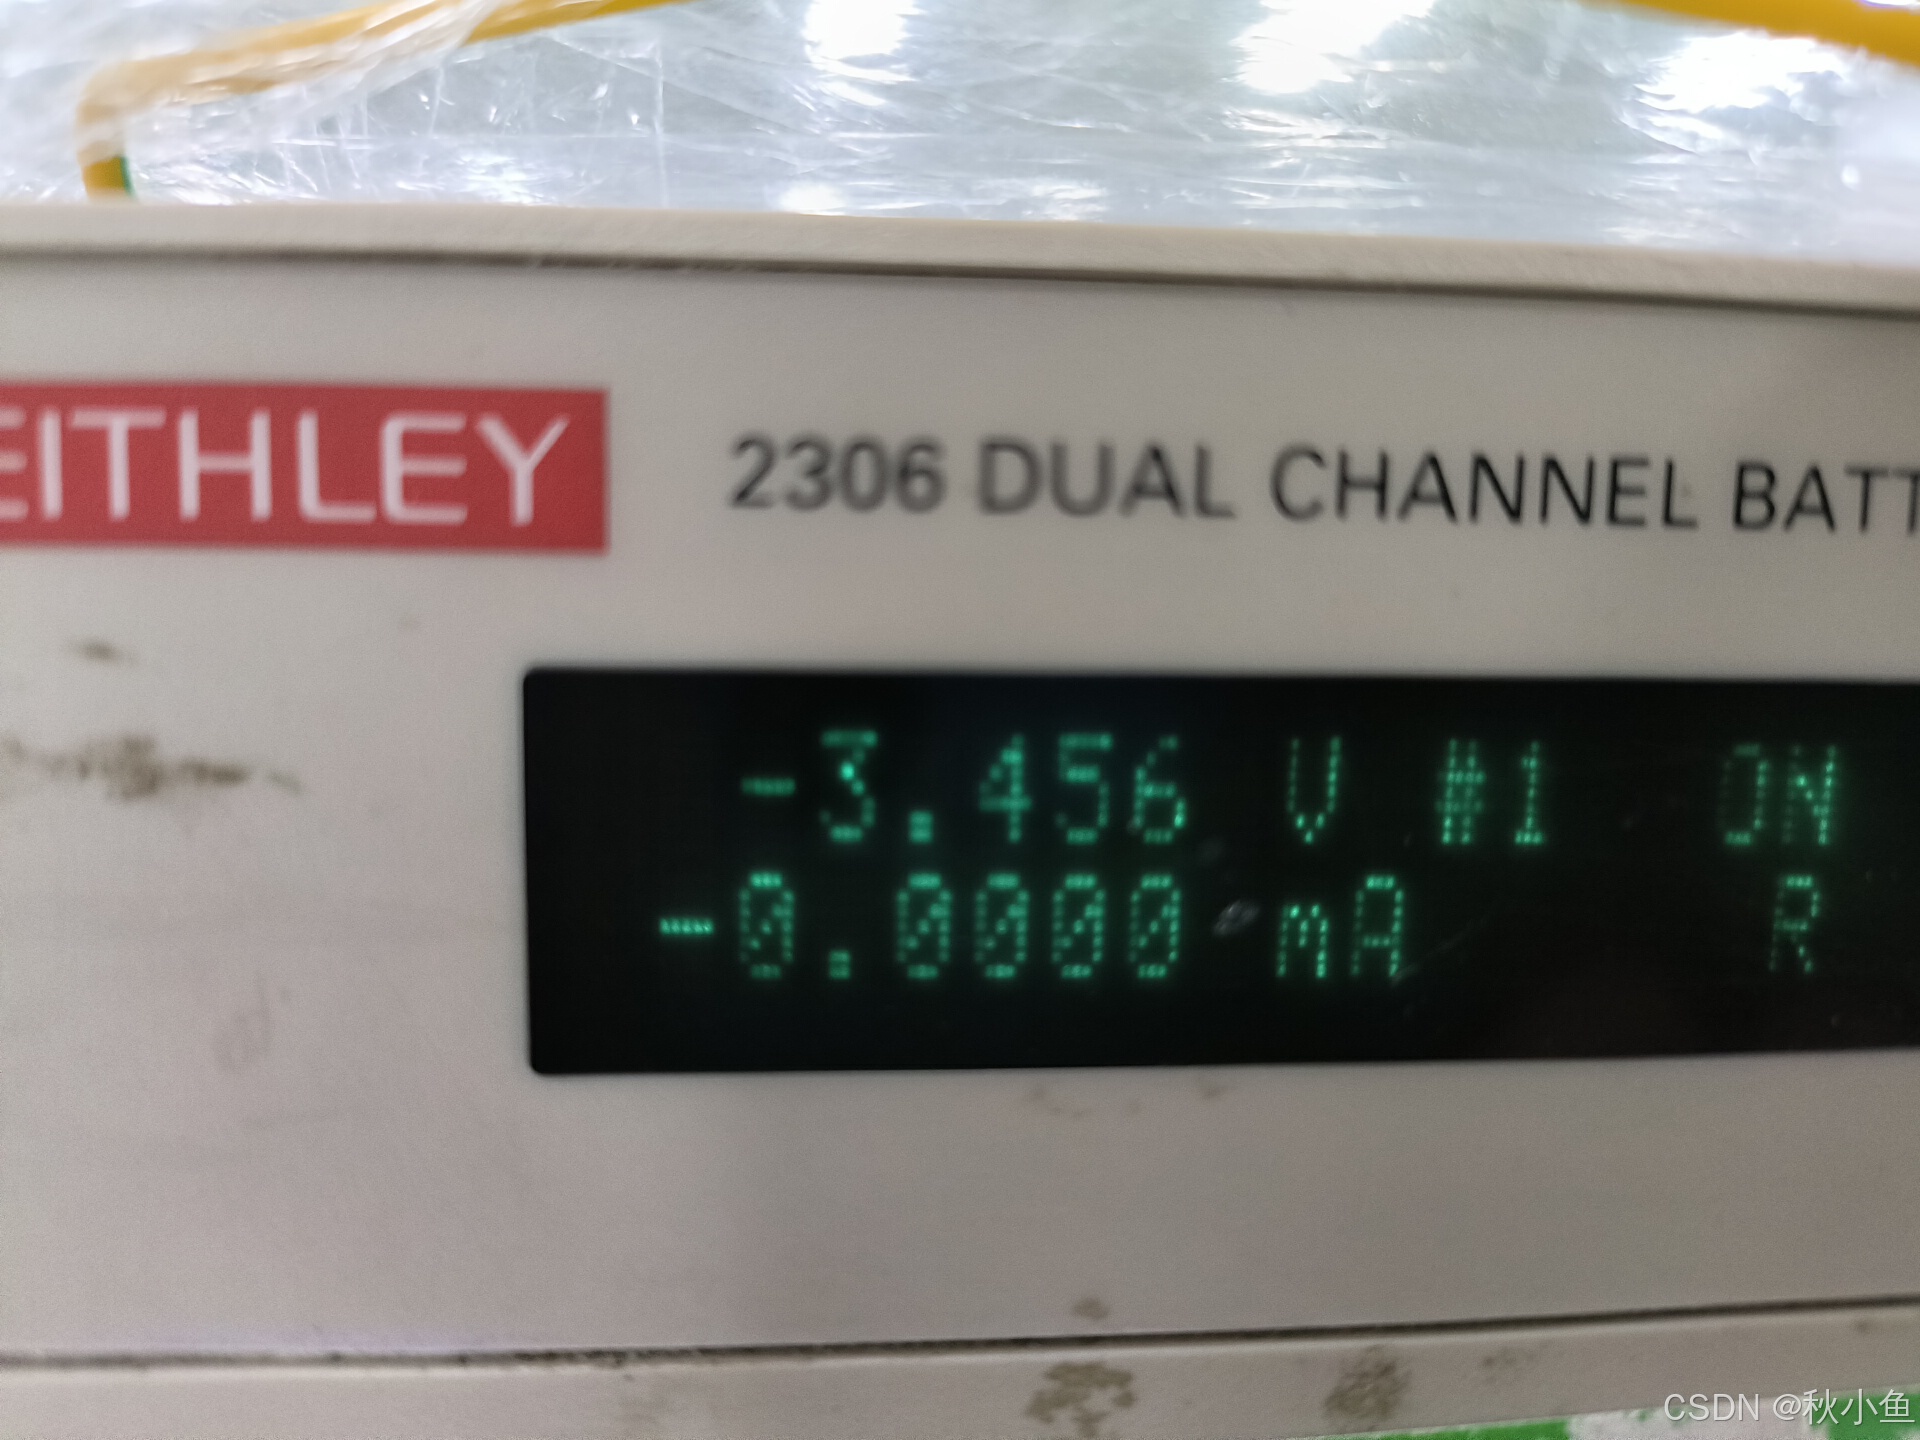 EITHLEY 2306 DUAL CHANNEL BATT
-3.456 V #1 ON
-0.0000 mA R
CSDN @秋小鱼